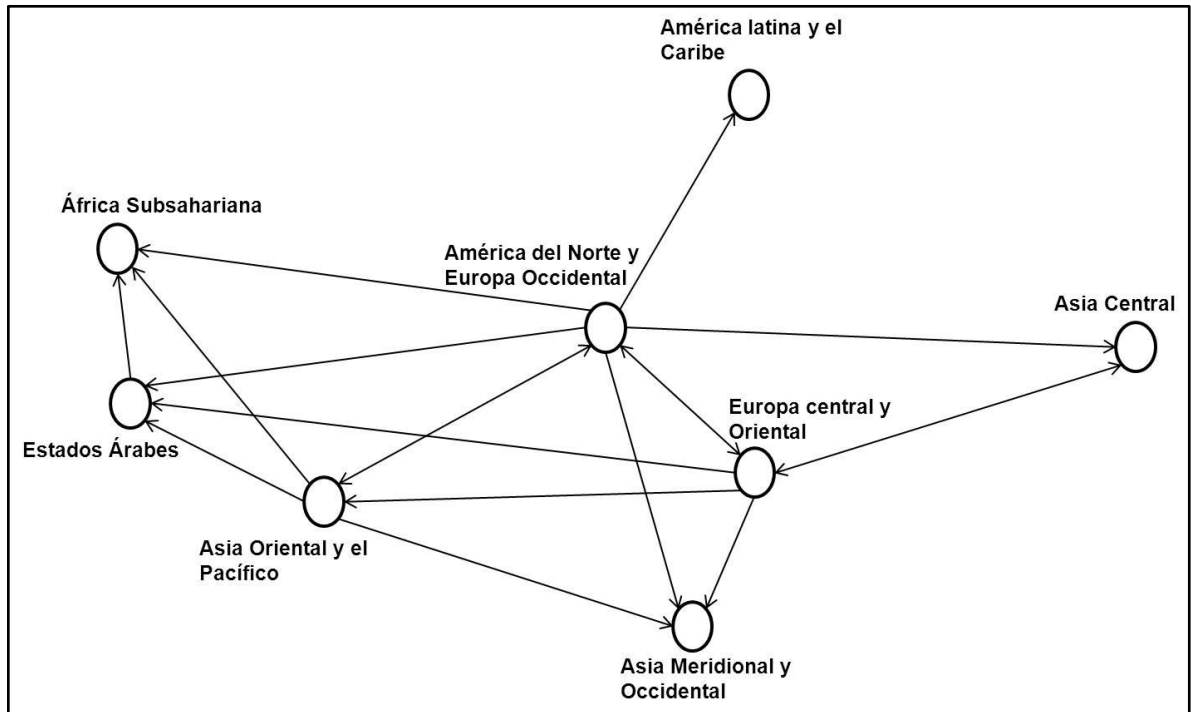 América latina y el
Caribe
África Subsahariana
América del Norte y
Europa Occidental
Asia Central
Europa central y
Oriental
Estados Árabes
Asia Oriental y el
Pacífico
Asia Meridional y
Occidental